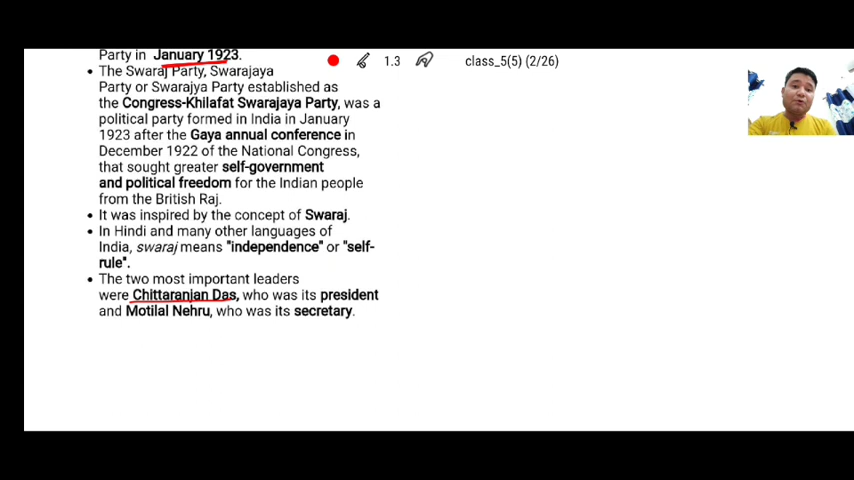 Party in January 1923.
1.3
class_5(5) (2/26)
• The Swaraj Party, Swarajaya
Party or Swarajya Party established as
the Congress-Khilafat Swarajaya Party, was a
political party formed in India in January
1923 after the Gaya annual conference in
December 1922 of the National Congress,
that sought greater self-government
and political freedom for the Indian people
from the British Raj.
• It was inspired by the concept of Swaraj.
• In Hindi and many other languages of
India, swaraj means "independence" or "self-
rule".
• The two most important leaders
were Chittaranjan Das, who was its president
and Motilal Nehru, who was its secretary.